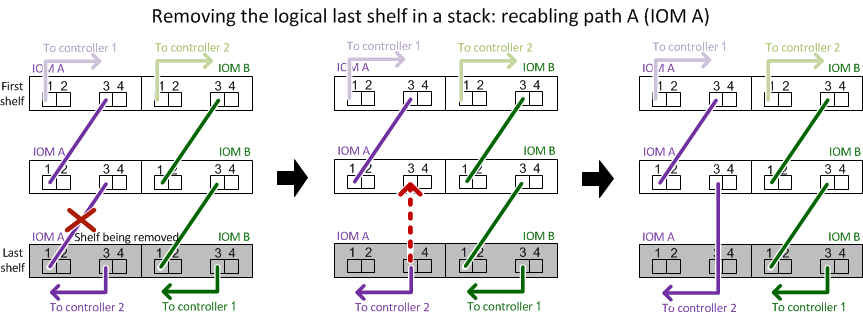 Removing the logical last shelf in a stack: recabling path A (IOM A)
To controller 1 To controller 2 To controller 1 To controller 2 To controller 1 To controller 2
IOM A IOM B IOM A IOM B IOM A IOM B
First shelf 1 2 3 4 1 2 3 4 1 2 3 4 1 2 3 4 1 2 3 4 1 2 3 4
IOM A IOM B IOM A IOM B IOM A IOM B
1 2 3 4 1 2 3 4 1 2 3 4 1 2 3 4 1 2 3 4 1 2 3 4
IOM A Shelf being removed IOM B IOM A IOM B IOM A IOM B
Last shelf 1 2 3 4 1 2 3 4 1 2 4 1 2 3 4 1 2 3 4 1 2 3 4
To controller 2 To controller 1 To controller 2 To controller 1 To controller 2 To controller 1